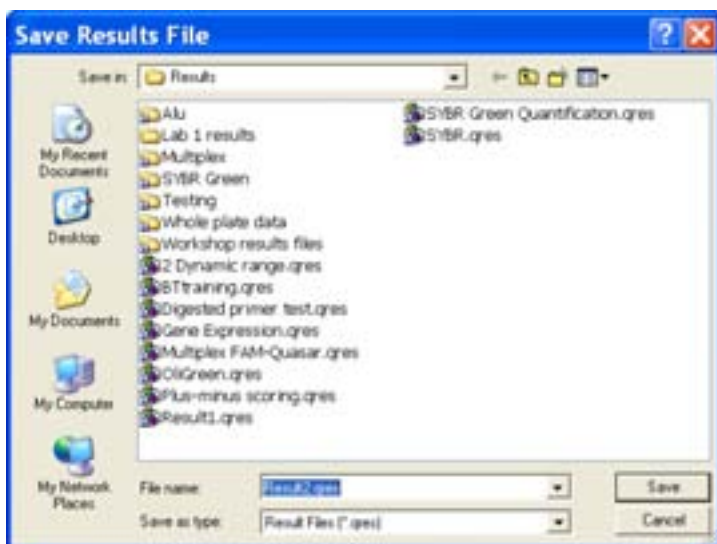 Save Results File
Save in:
Results
My Recent
Documents
Desktop
My Documents
My Computer
My Network
Places
Alu
Lab 1 results
Multiplex
SYBR Green
Testing
Whole plate data
Workshop results files
2 Dynamic range.qres
BTtraining.qres
Digested primer test.qres
Gene Expression.qres
Multiplex FAM-Quasar.qres
OliGreen.qres
Plus-minus scoring.qres
Result1.qres
SYBR Green Quantification.qres
SYBR.qres
File name:
Result2.qres
Save
Save as type:
Result Files (*.qres)
Cancel